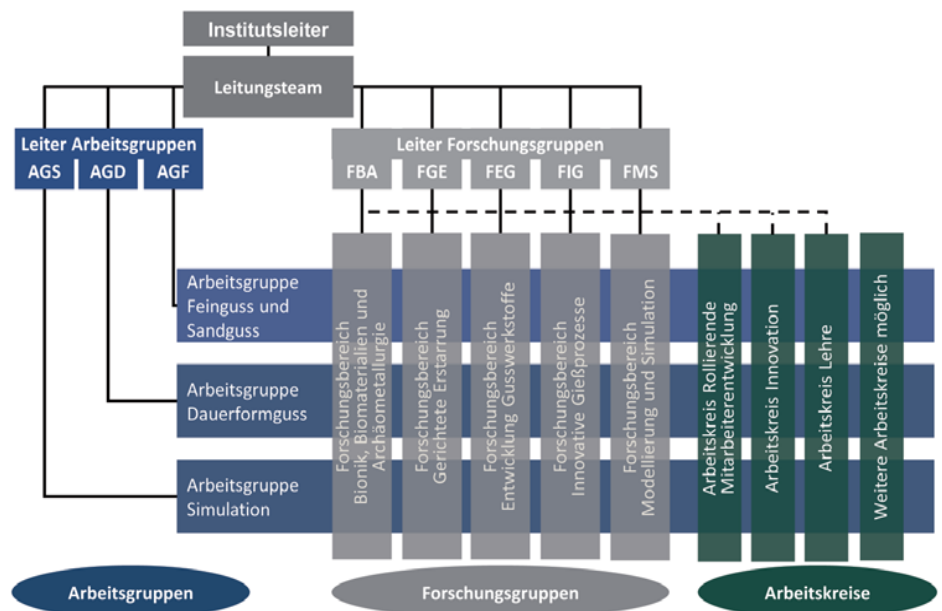 Institutsleiter
Leitungsteam
Leiter Arbeitsgruppen
AGS AGD AGF
Leiter Forschungsgruppen
FBA FGE FEG FIG FMS
Arbeitsgruppe
Feinguss und
Sandguss
Arbeitsgruppe
Dauerformguss
Arbeitsgruppe
Simulation
Forschungsbereich
Bionik, Biomaterialien und
Archäometallurgie
Forschungsbereich
Gerichtete Erstarrung
Forschungsbereich
Entwicklung Gusswerkstoffe
Forschungsbereich
Innovative Gießprozesse
Forschungsbereich
Modellierung und Simulation
Arbeitskreis Rollierende
Mitarbeiterentwicklung
Arbeitskreis Innovation
Arbeitskreis Lehre
Weitere Arbeitskreise möglich
Arbeitsgruppen
Forschungsgruppen
Arbeitskreise